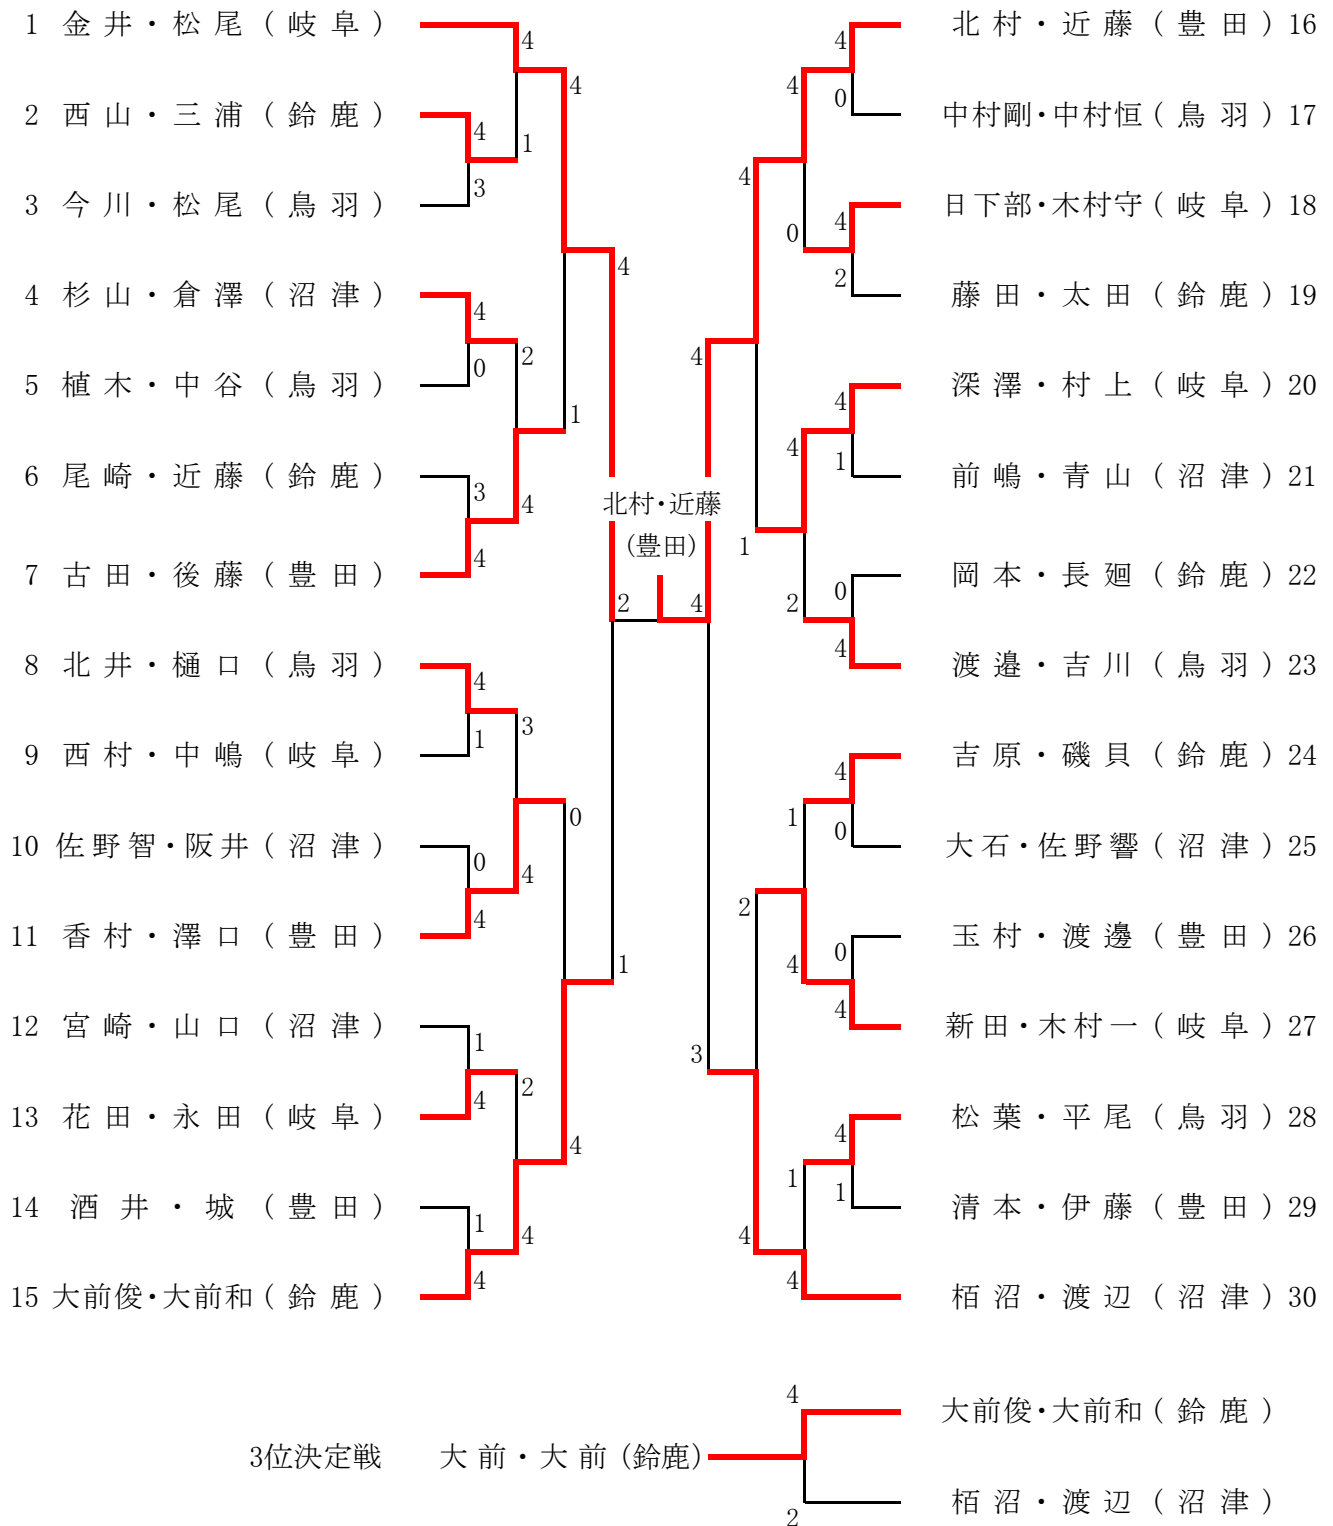 1 金井・松尾（岐阜）
4
2 西山・三浦（鈴鹿）
4
1
4
3 今川・松尾（鳥羽）
3
4
4 杉山・倉澤（沼津）
4
2
5 植木・中谷（鳥羽）
0
1
6 尾崎・近藤（鈴鹿）
3
4
7 古田・後藤（豊田）
4
2
8 北井・樋口（鳥羽）
4
3
9 西村・中嶋（岐阜）
1
0
10 佐野智・阪井（沼津）
0
4
11 香村・澤口（豊田）
4
1
12 宮崎・山口（沼津）
1
2
13 花田・永田（岐阜）
4
4
14 酒井・城（豊田）
1
4
15 大前俊・大前和（鈴鹿）
4
北村・近藤
(豊田)
4
北村・近藤（豊田）16
4
4
0
中村剛・中村恒（鳥羽）17
4
日下部・木村守（岐阜）18
4
0
2
藤田・太田（鈴鹿）19
4
深澤・村上（岐阜）20
4
4
1
前嶋・青山（沼津）21
1
岡本・長廻（鈴鹿）22
0
2
4
渡邉・吉川（鳥羽）23
吉原・磯貝（鈴鹿）24
4
1
0
大石・佐野響（沼津）25
2
玉村・渡邊（豊田）26
0
4
4
新田・木村一（岐阜）27
3
松葉・平尾（鳥羽）28
4
1
1
清本・伊藤（豊田）29
4
4
栢沼・渡辺（沼津）30
4
大前俊・大前和（鈴鹿）
3位決定戦 大前・大前(鈴鹿)
栢沼・渡辺（沼津）
2